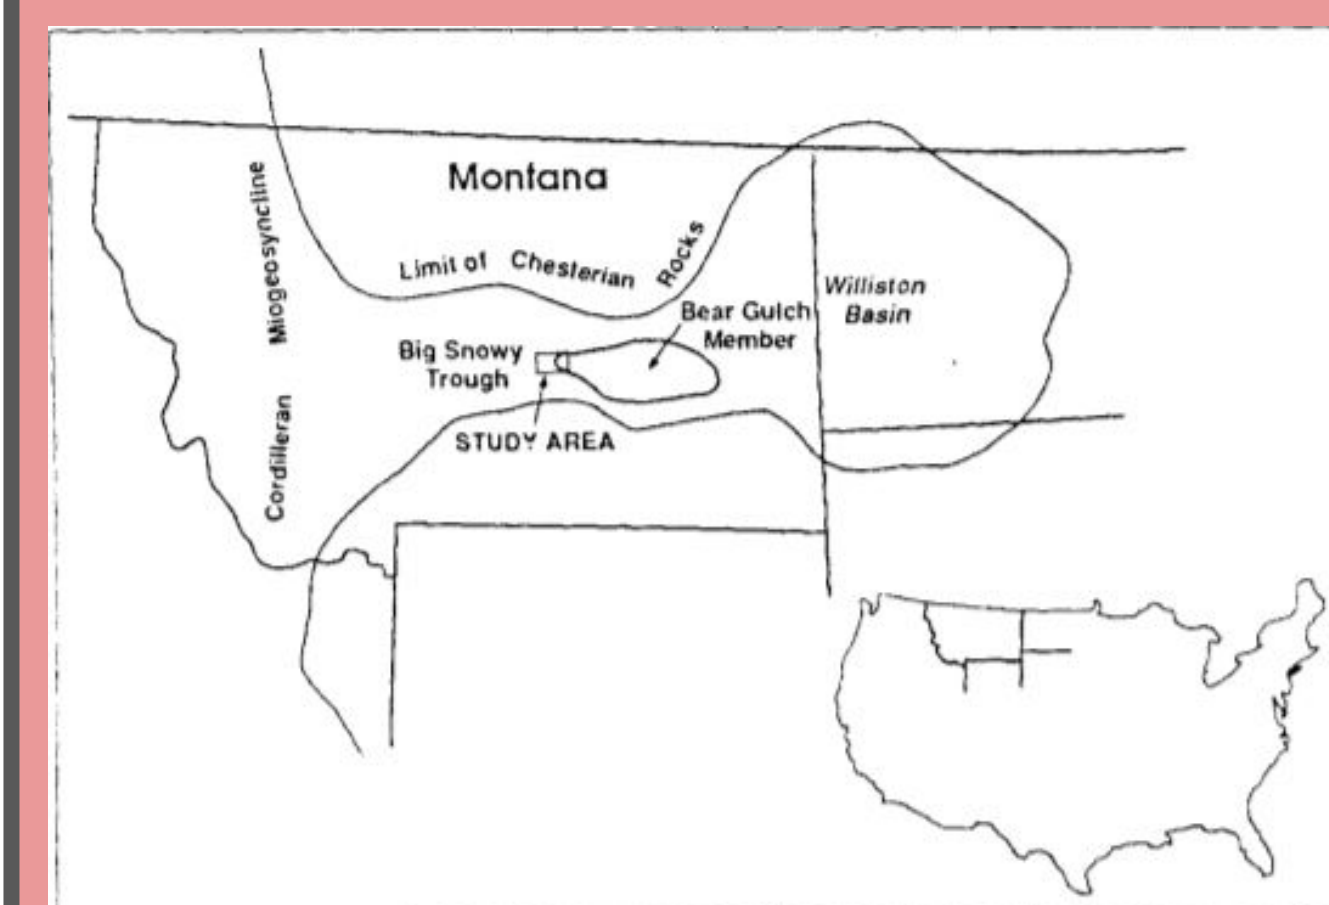 Montana
Cordilleran Miogeosyncline
Limit of Chesterian Rocks
Williston
Basin
Bear Gulch
Member
Big Snowy
Trough
STUDY AREA